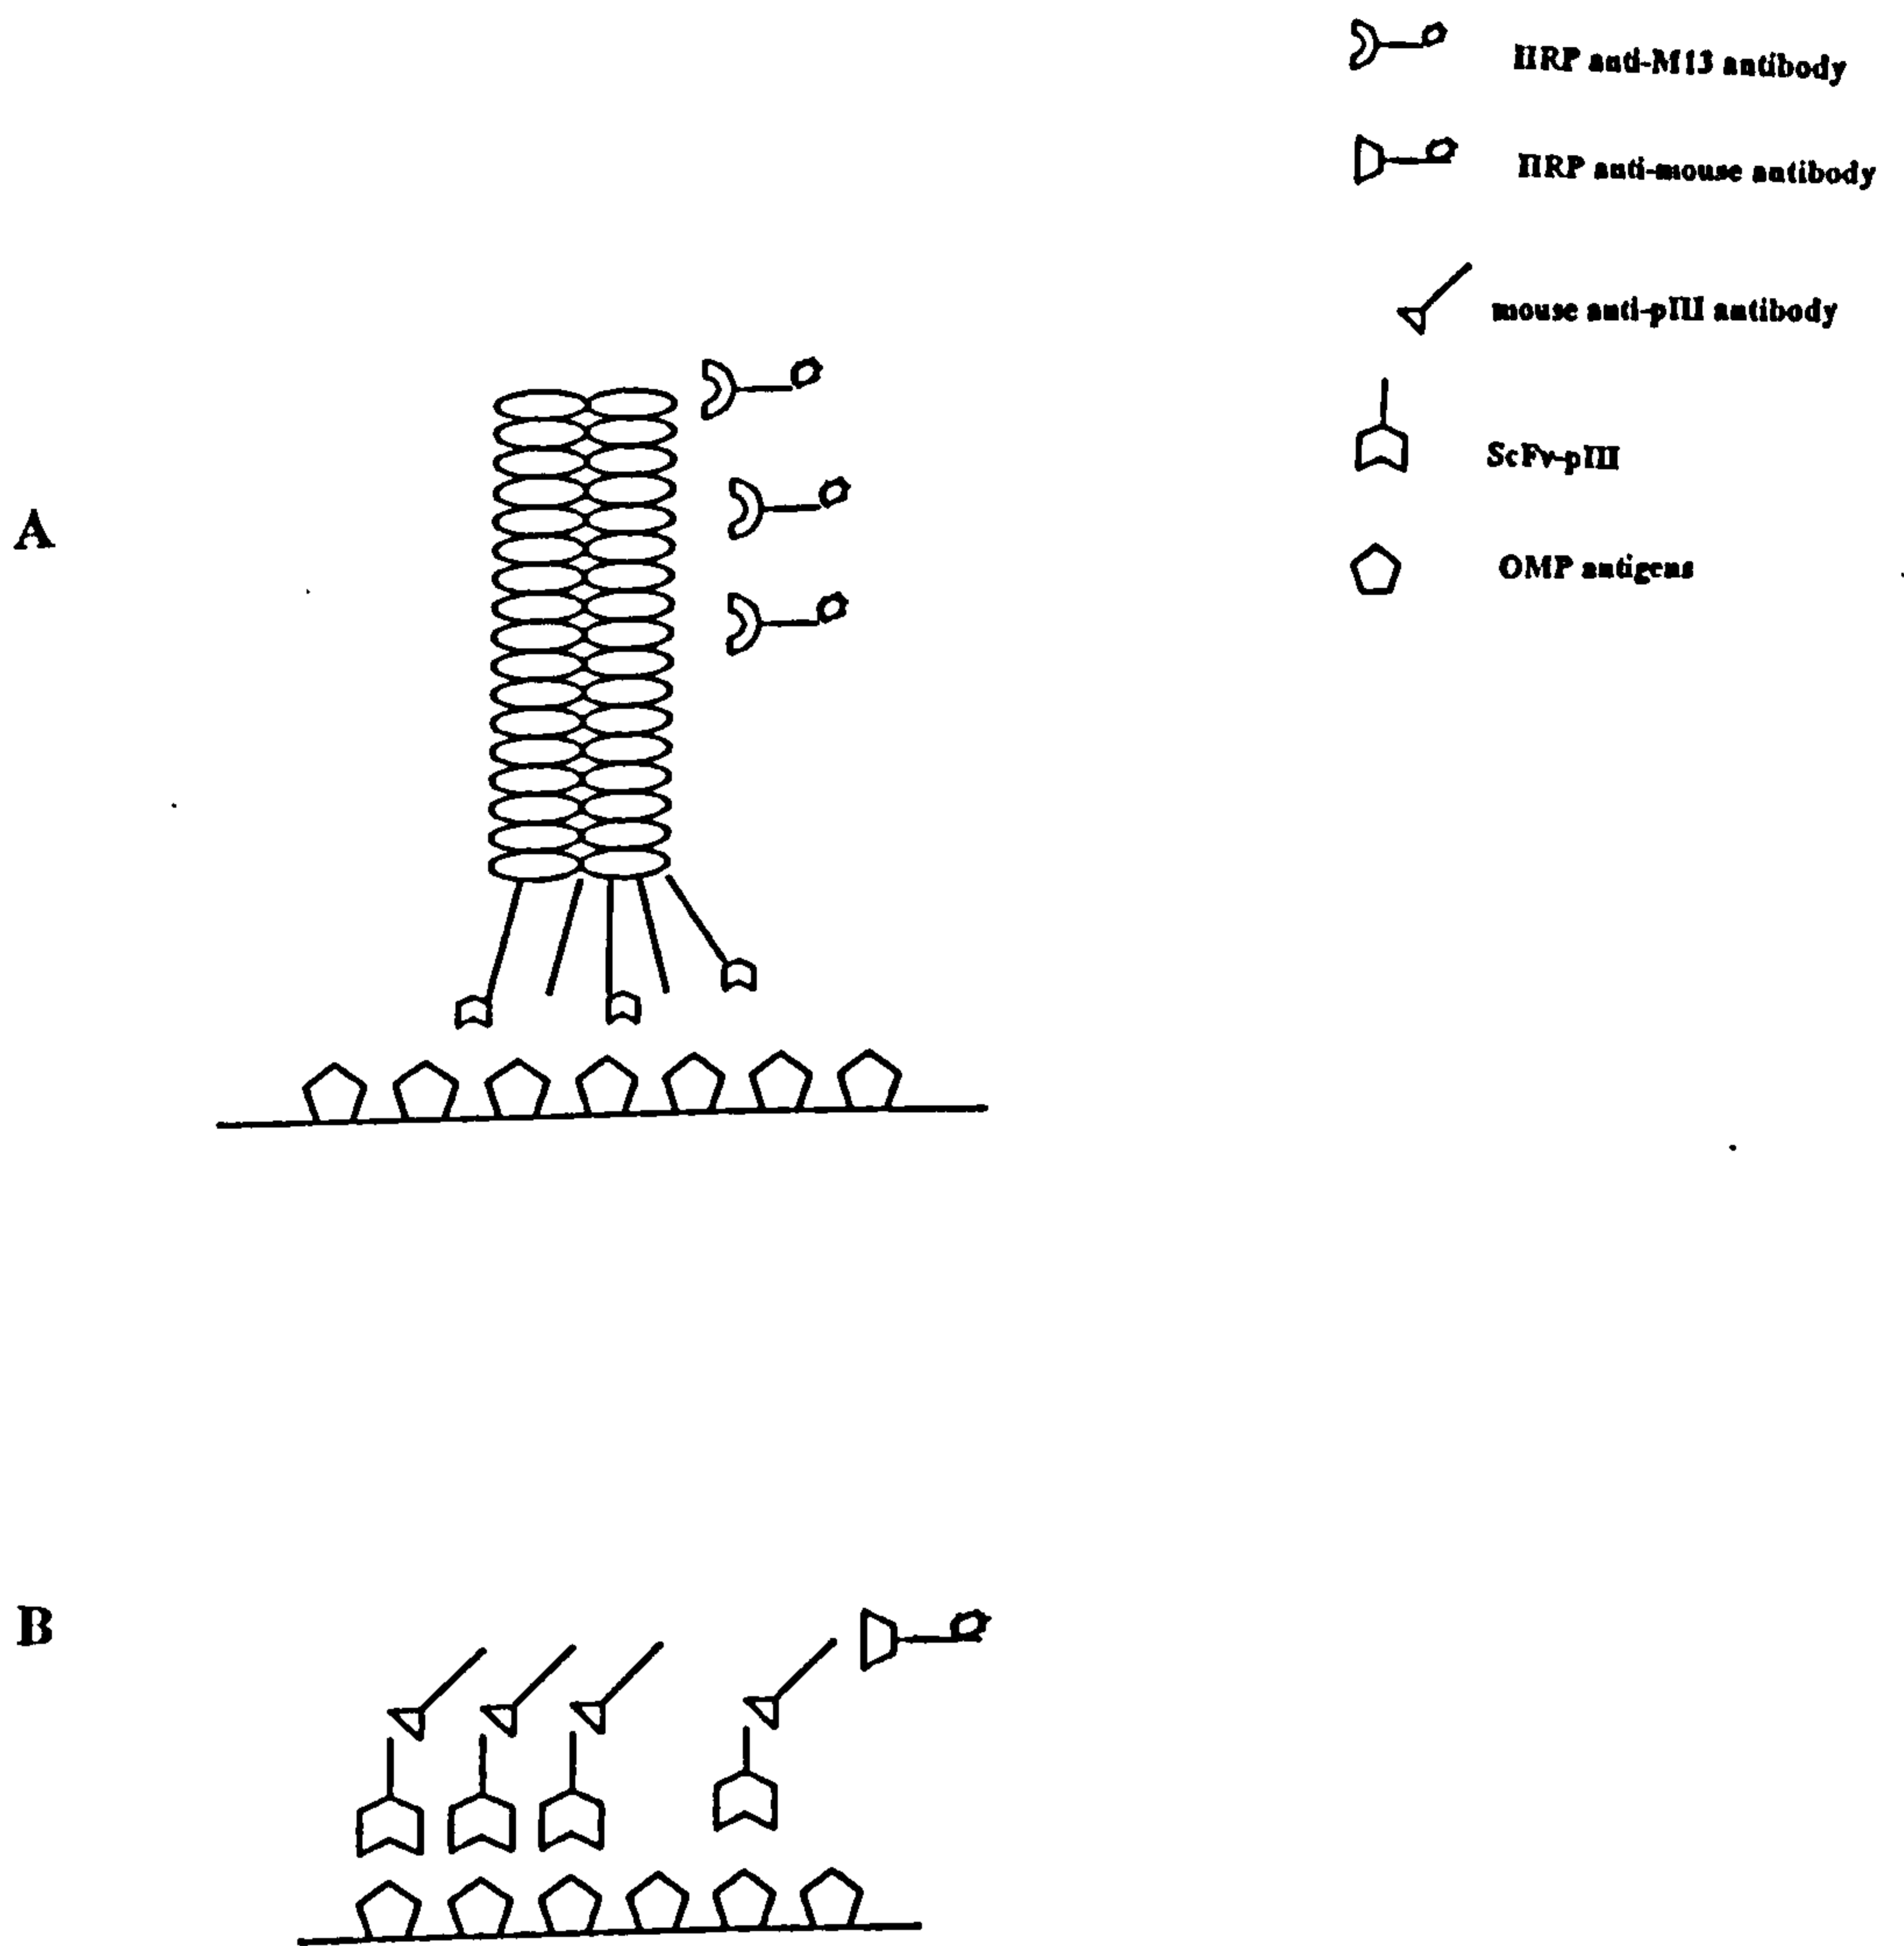 HRP anti-M13 antibody
HRP anti-mouse antibody
mouse anti-pIII antibody
A
ScFv-pIII
OMP antigens
B